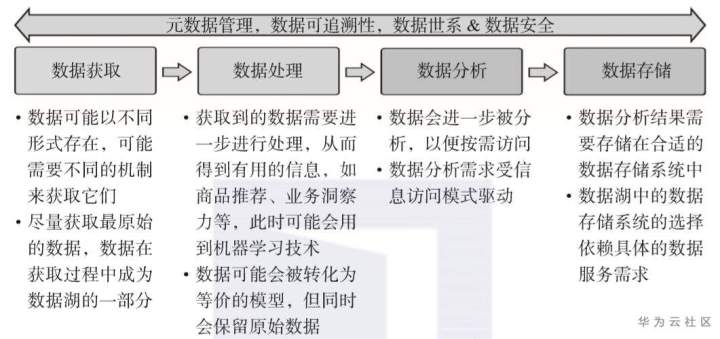 元数据管理，数据可追溯性，数据世系 & 数据安全
数据获取
• 数据可能以不同
形式存在，可能
需要不同的机制
来获取它们
• 尽量获取最原始
的数据，数据在
获取过程中成为
数据湖的一部分
数据处理
• 获取到的数据需要进
一步进行处理，从而
得到有用的信息，如
商品推荐、业务洞察
力等，此时可能会用
到机器学习技术
• 数据可能会被转化为
等价的模型，但同时
会保留原始数据
数据分析
• 数据会进一步被分
析，以便按需访问
• 数据分析需求受信
息访问模式驱动
数据存储
• 数据分析结果需
要存储在合适的
数据存储系统中
• 数据湖中的数据
存储系统的选择
依赖具体的数据
服务需求
华为云社区